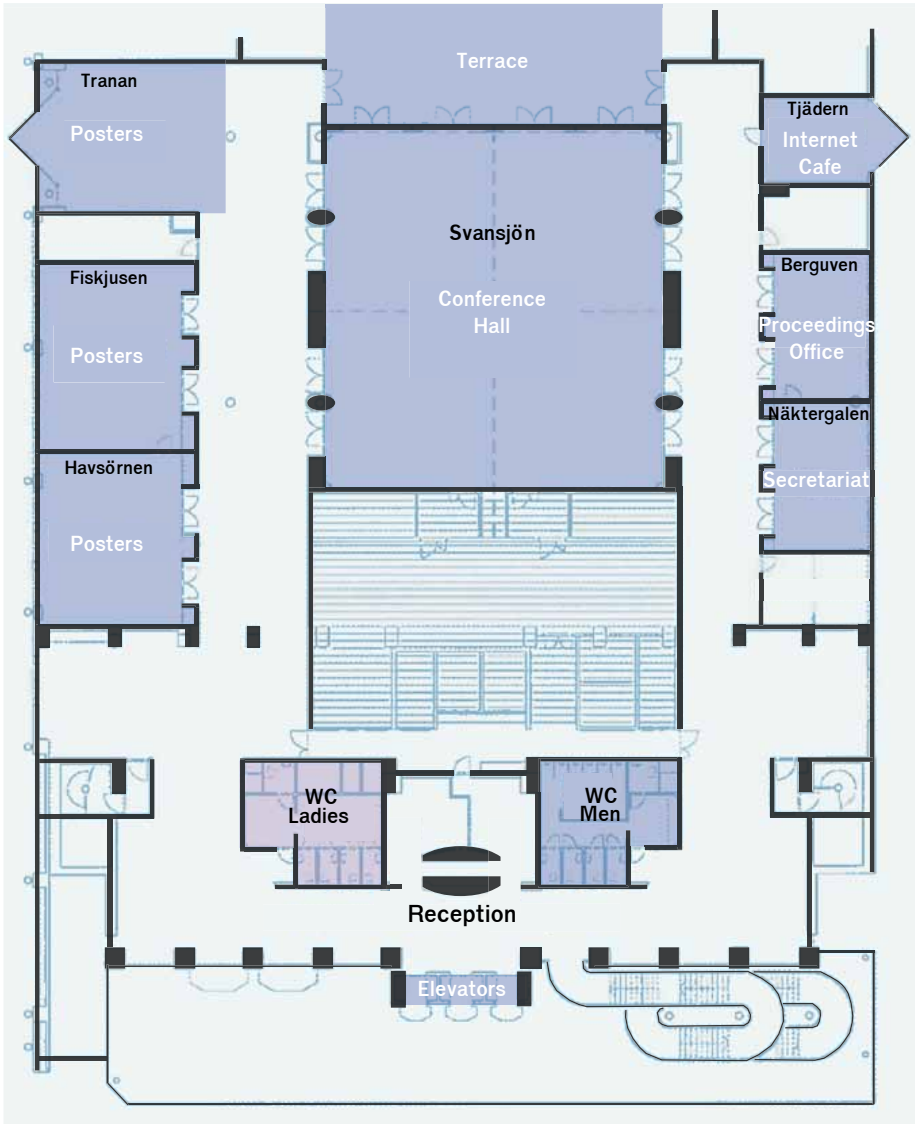 Terrace
Tranan
Posters
Tjädern
Internet
Cafe
Svansjön
Conference
Hall
Fiskjusen
Posters
Berguven
Proceedings
Office
Havsörnen
Posters
Näktergalen
Secretariat
WC
Ladies
WC
Men
Reception
Elevators